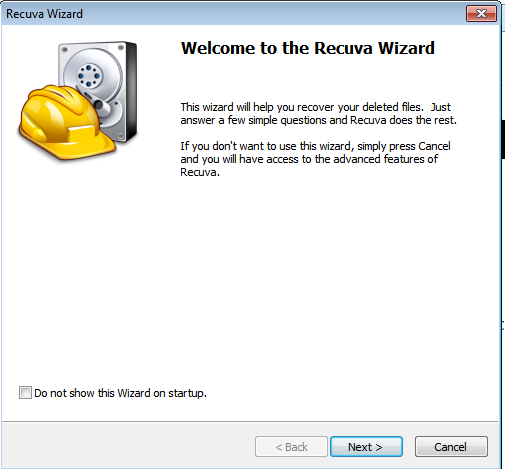 Recuva Wizard
Welcome to the Recuva Wizard
This wizard will help you recover your deleted files.  Just
answer a few simple questions and Recuva does the rest.
If you don't want to use this wizard, simply press Cancel
and you will have access to the advanced features of
Recuva.
Do not show this Wizard on startup.
< Back
Next >
Cancel